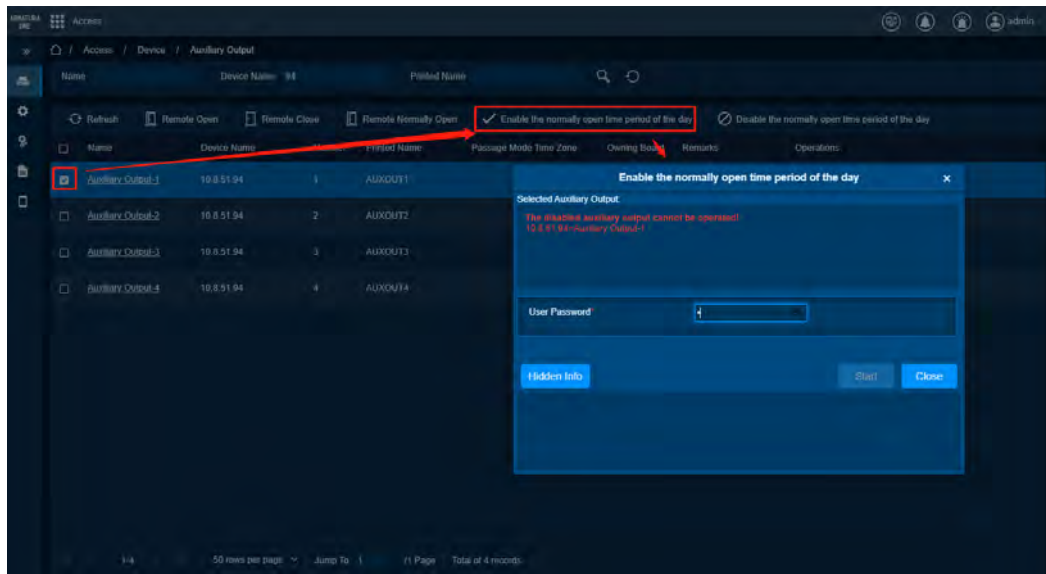 ARMATURA
ONE
Access
admin
/ Access / Device / Auxiliary Output
Name
Device Name 94
Printed Name
Refresh
Remote Open
Remote Close
Remote Normally Open
Enable the normally open time period of the day
Disable the normally open time period of the day
Name
Device Name
Number
Printed Name
Passage Mode Time Zone
Owning Board
Remarks
Operations
Auxiliary Output-1
10.8.51.94
1
AUXOUT1
Auxiliary Output-2
10.8.51.94
2
AUXOUT2
Auxiliary Output-3
10.8.51.94
3
AUXOUT3
Auxiliary Output-4
10.8.51.94
4
AUXOUT4
Enable the normally open time period of the day
×
Selected Auxiliary Output
The disabled auxiliary output cannot be operated!
10.8.51.94-Auxiliary Output-1
User Password*
Hidden Info
Start
Close
1-4
50 rows per page
Jump To 1 /1 Page
Total of 4 records